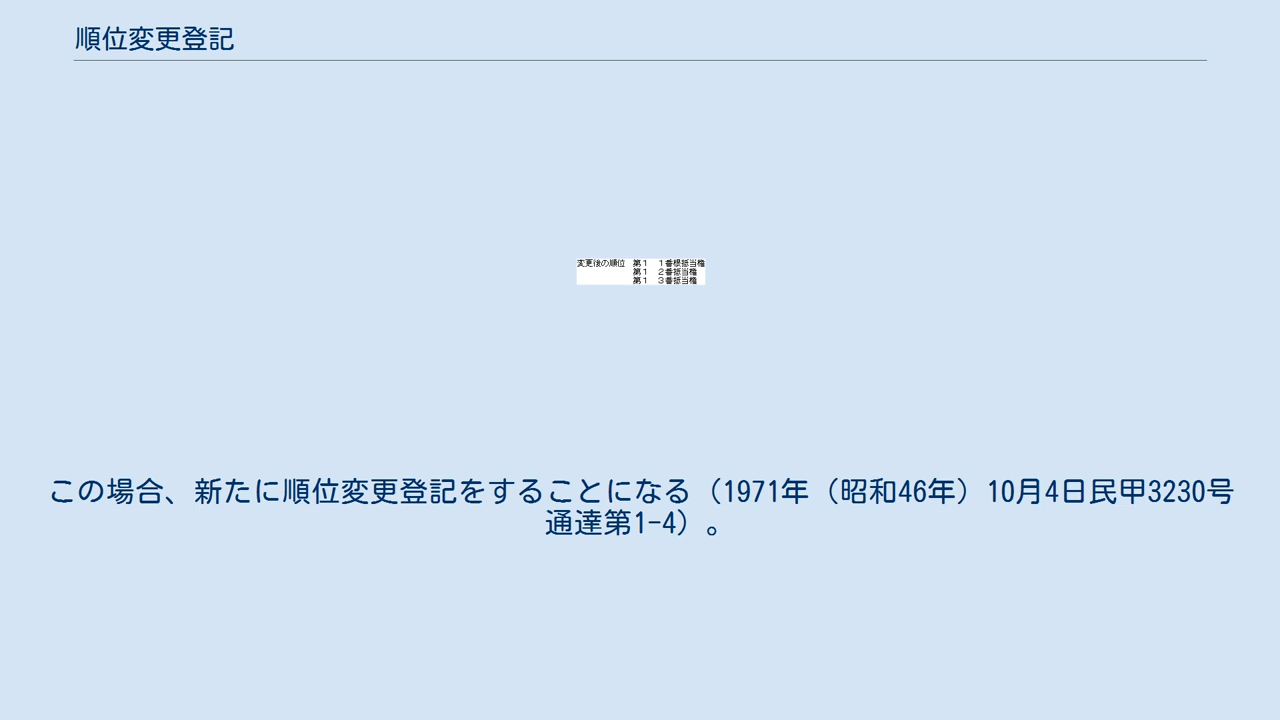 順位変更登記
変更後の順位　第１　１番根抵当権
第１　２番抵当権
第１　３番抵当権
この場合、新たに順位変更登記をすることになる（1971年（昭和46年）10月4日民甲3230号
通達第1-4）。